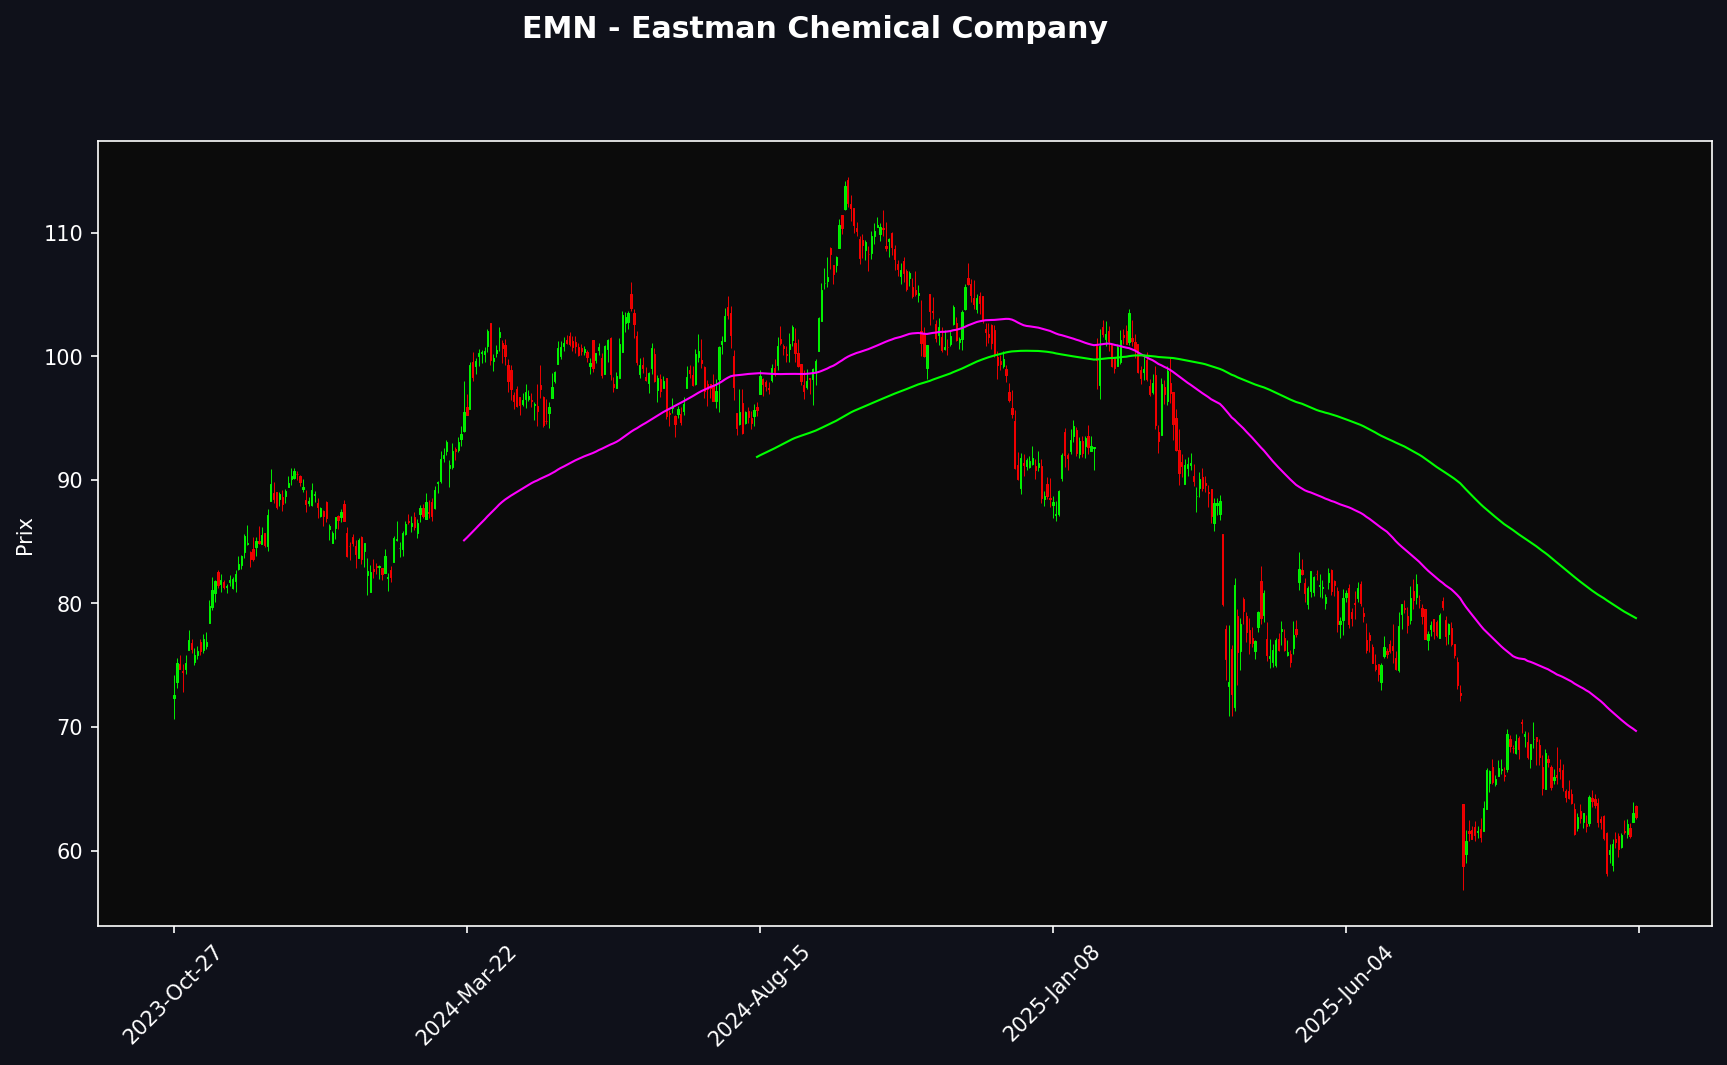 EMN - Eastman Chemical Company
Prix
110
100
90
80
70
60
2023-Oct-27
2024-Mar-22
2024-Aug-15
2025-Jan-08
2025-Jun-04